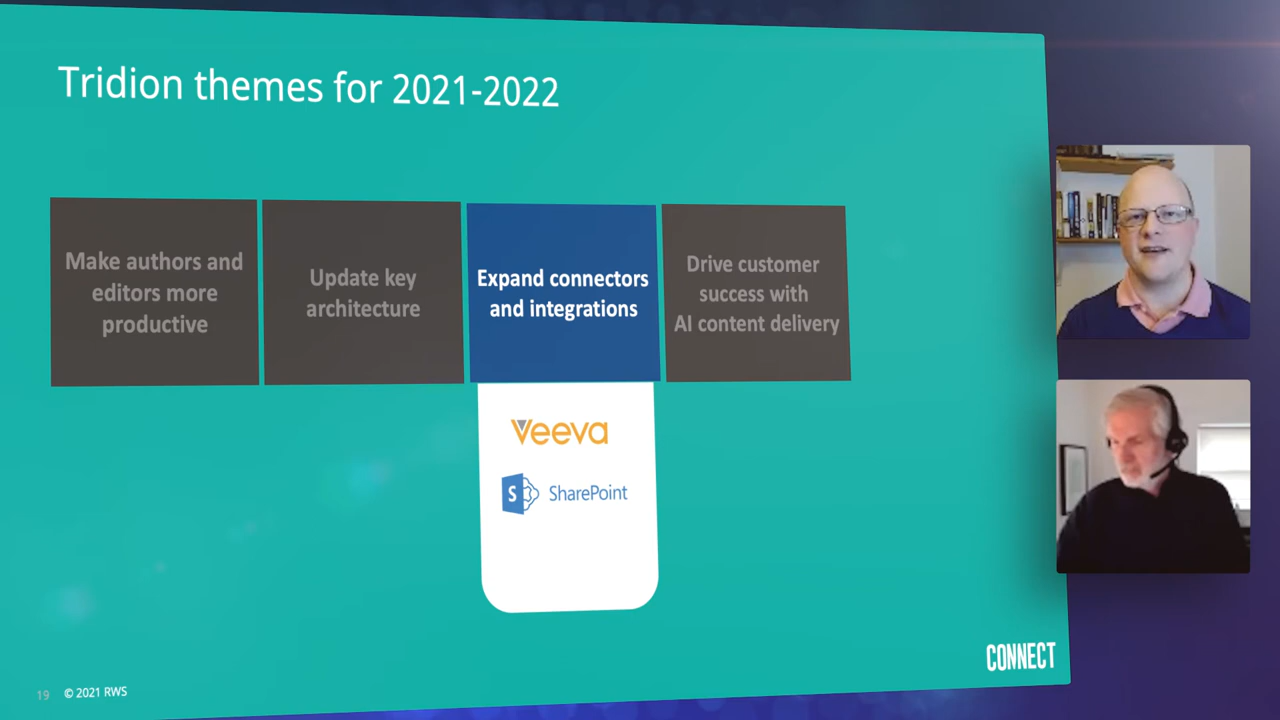 Tridion themes for 2021-2022
Make authors and
editors more
productive
Update key
architecture
Expand connectors
and integrations
Drive customer
success with
AI content delivery
Veeva
S
SharePoint
CONNECT
19
© 2021 RWS